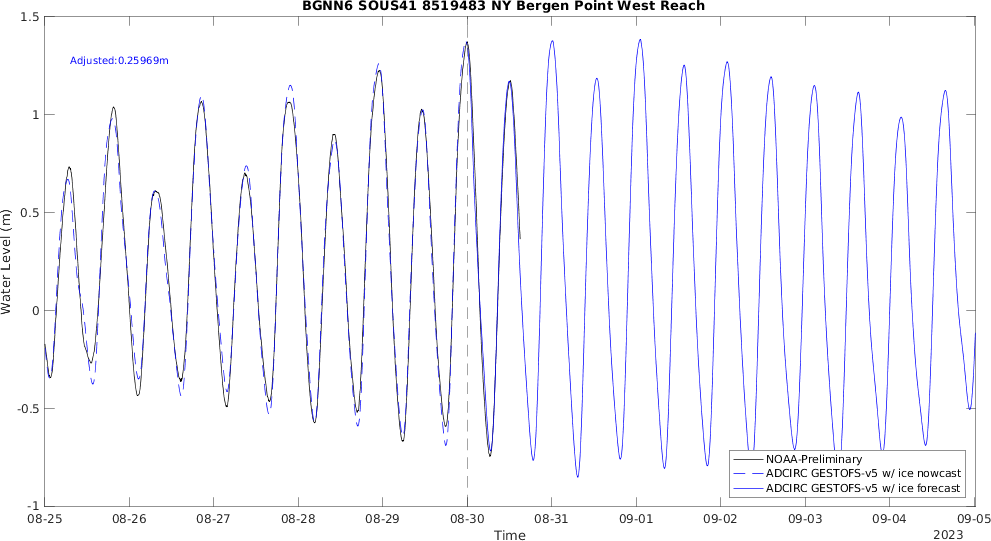 BGNN6 SOUS41 8519483 NY Bergen Point West Reach
Adjusted:0.25969m
Water Level (m)
1.5
1
0.5
0
-0.5
-1
NOAA-Preliminary
ADCIRC GESTOFS-v5 w/ ice nowcast
ADCIRC GESTOFS-v5 w/ ice forecast
08-25 08-26 08-27 08-28 08-29 08-30 08-31 09-01 09-02 09-03 09-04 09-05
Time
2023